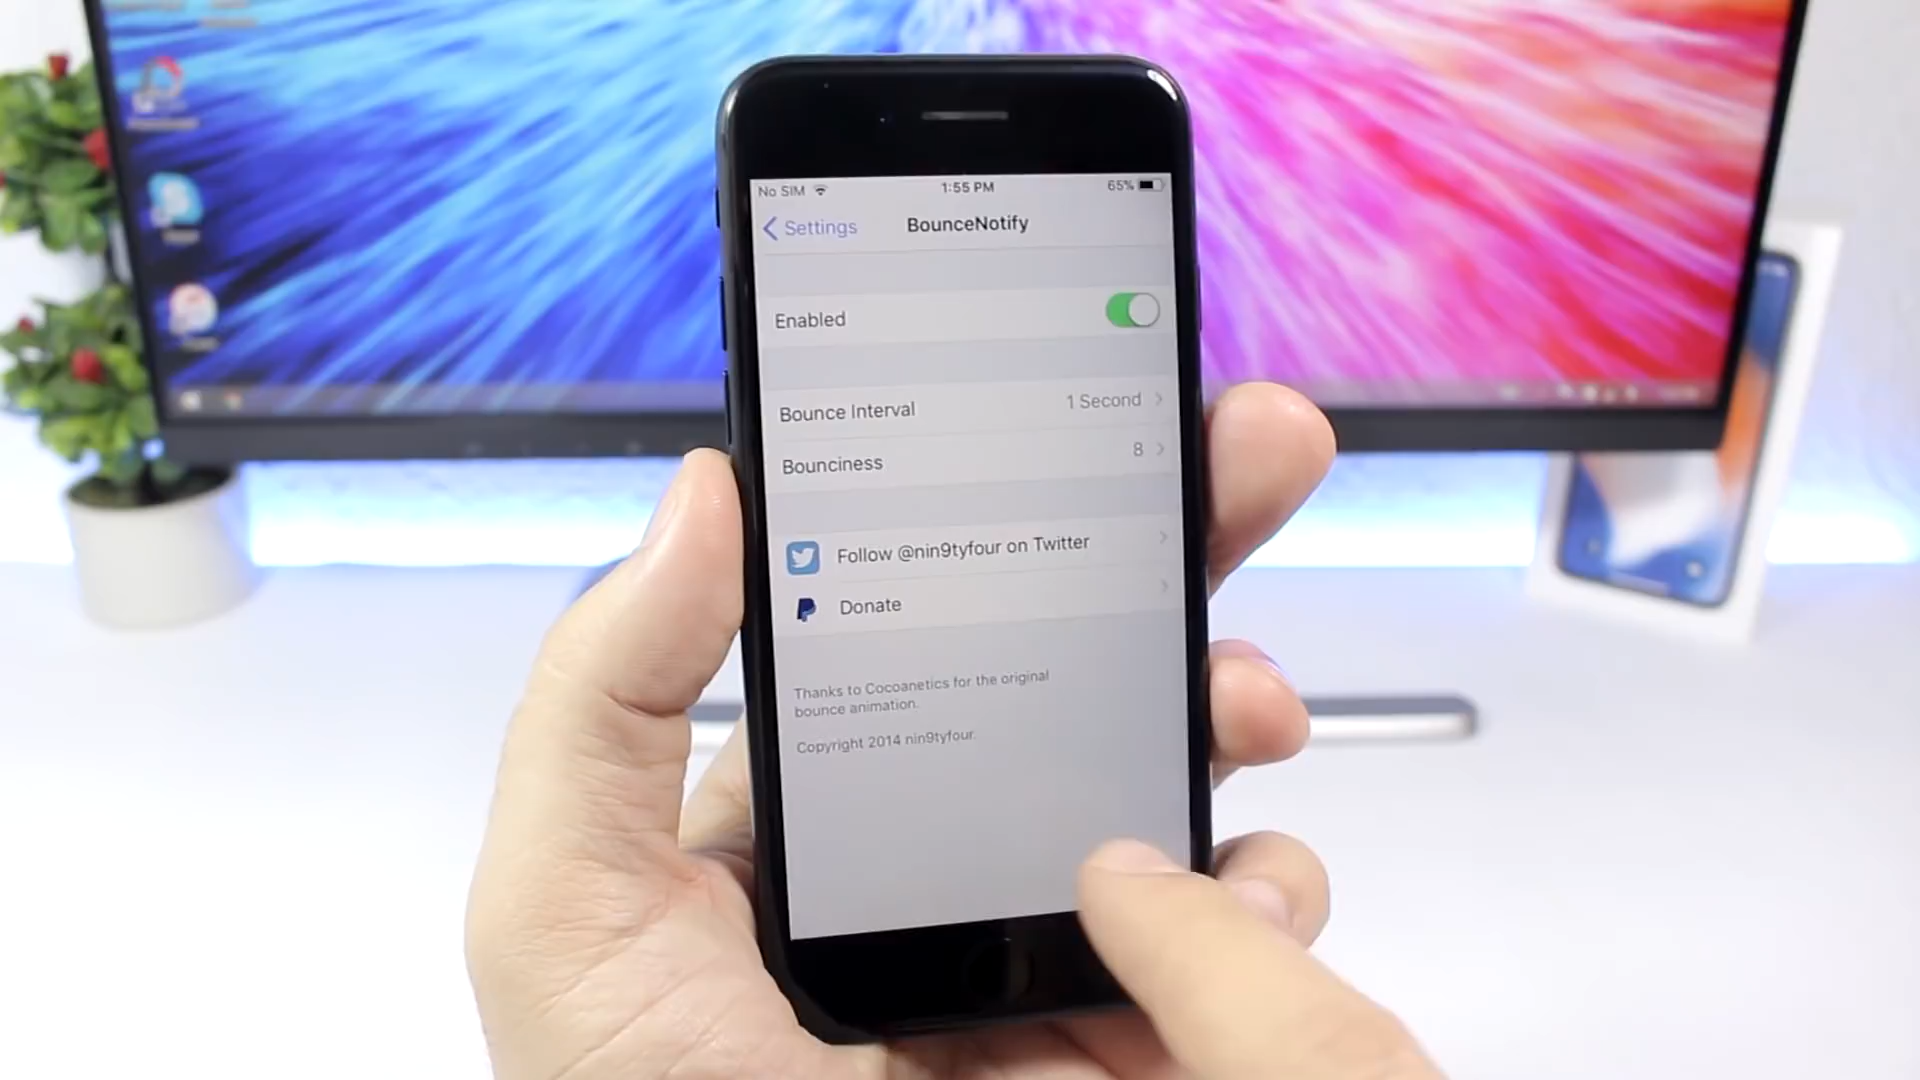 No SIM 1:55 PM 65%
Settings BounceNotify
Enabled
Bounce Interval 1 Second
Bounciness 8
Follow @nin9tyfour on Twitter
Donate
Thanks to Cocoanetics for the original
bounce animation.
Copyright 2014 nin9tyfour.